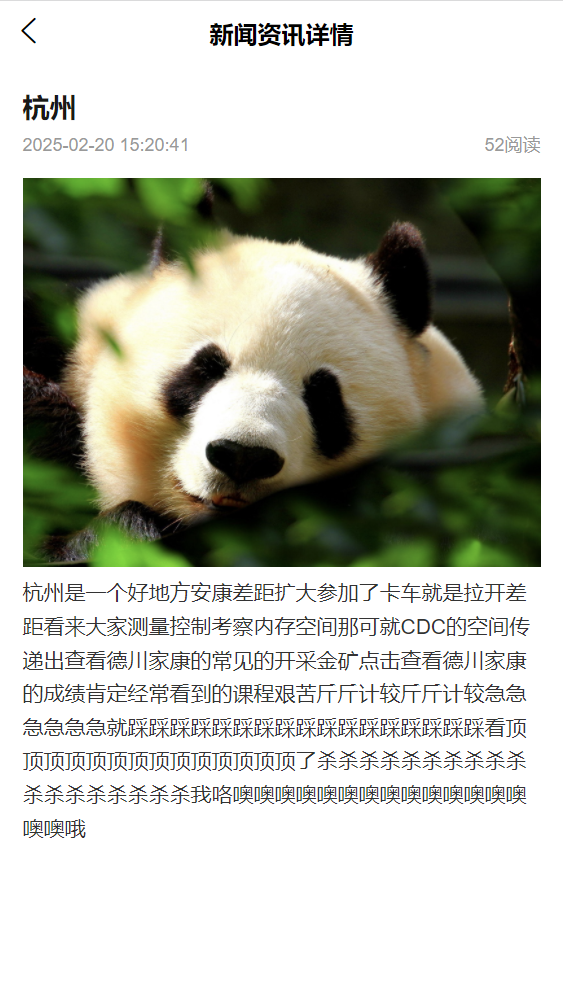 新闻资讯详情
杭州
2025-02-20 15:20:41 52阅读
杭州是一个好地方安康差距扩大参加了卡车就是拉开差
距看来大家测量控制考察内存空间那可就CDC的空间传
递出查看德川家康的常见的开采金矿点击查看德川家康
的成绩肯定经常看到的课程艰苦斤斤计较斤斤计较急急
急急急急就踩踩踩踩踩踩踩踩踩踩踩踩踩踩踩踩踩看顶
顶顶顶顶顶顶顶顶顶顶顶顶顶了杀杀杀杀杀杀杀杀杀杀
杀杀杀杀杀杀杀杀我咯噢噢噢噢噢噢噢噢噢噢噢噢噢噢
噢噢哦